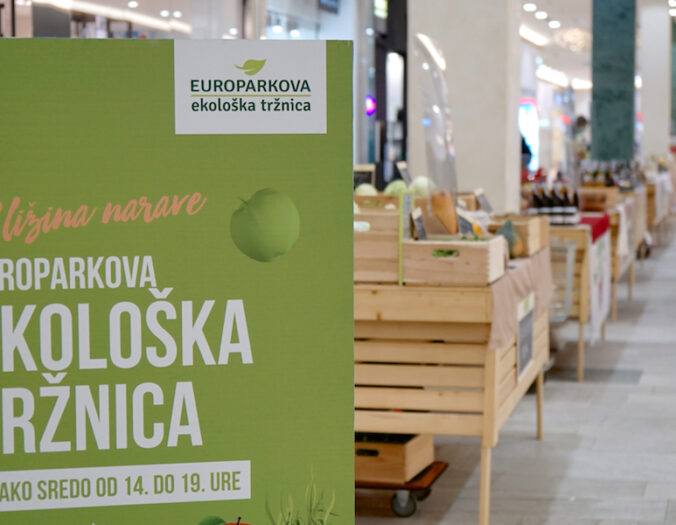 EUROPARKOVA
ekološka tržnica
ližina narave
ROPARKOVA
KOLOŠKA
RŽNICA
AKO SREDO OD 14. DO 19. URE